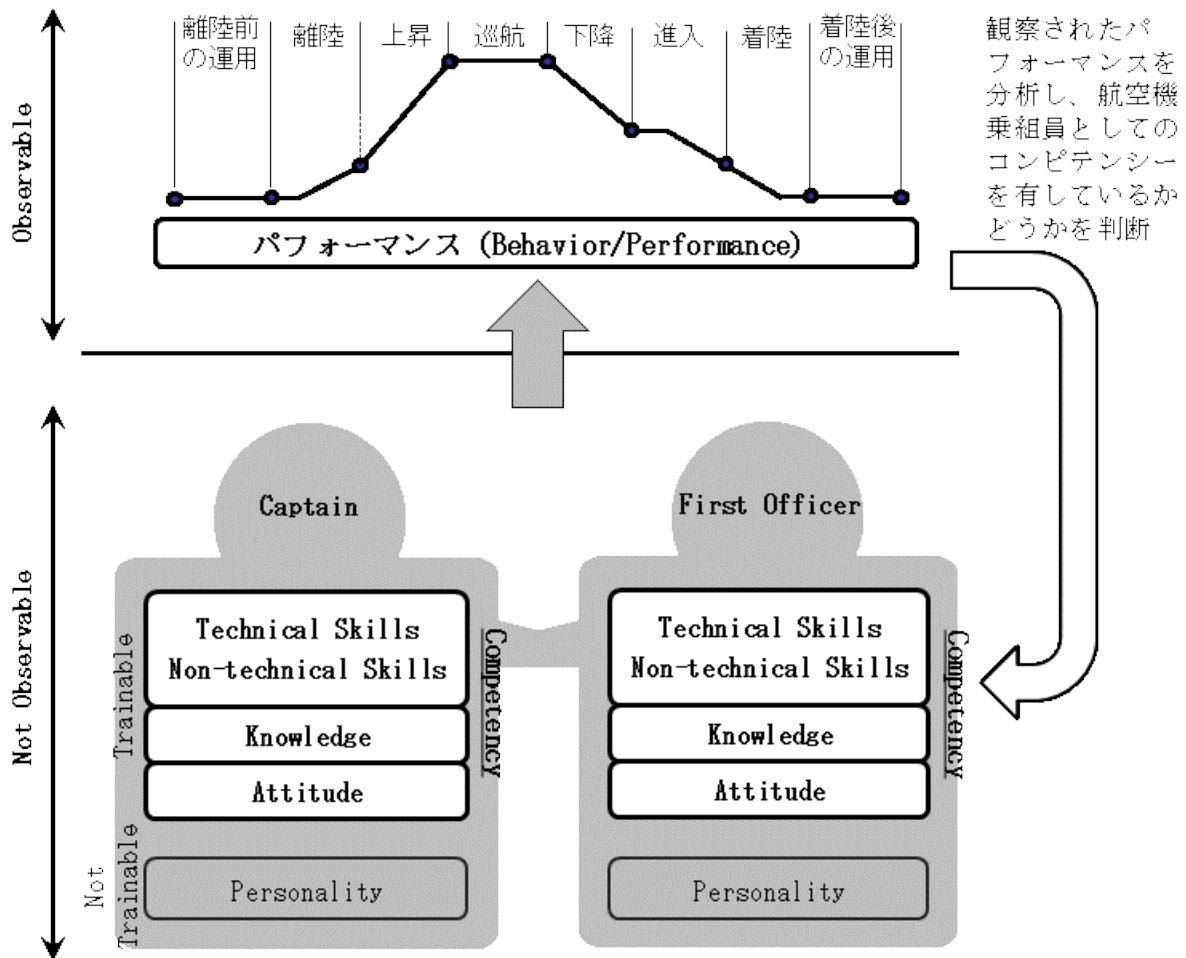 離陸前
の運用
離陸
上昇
巡航
下降
進入
着陸
着陸後
の運用
観察されたパ
フォーマンスを
分析し、航空機
乗組員としての
コンピテンシー
を有しているか
どうかを判断
Observable
パフォーマンス (Behavior/Performance)
Not Observable
Captain
First Officer
Trainable
Technical Skills
Non-technical Skills
Knowledge
Attitude
Competency
Technical Skills
Non-technical Skills
Knowledge
Attitude
Competency
Not
Trainable
Personality
Personality